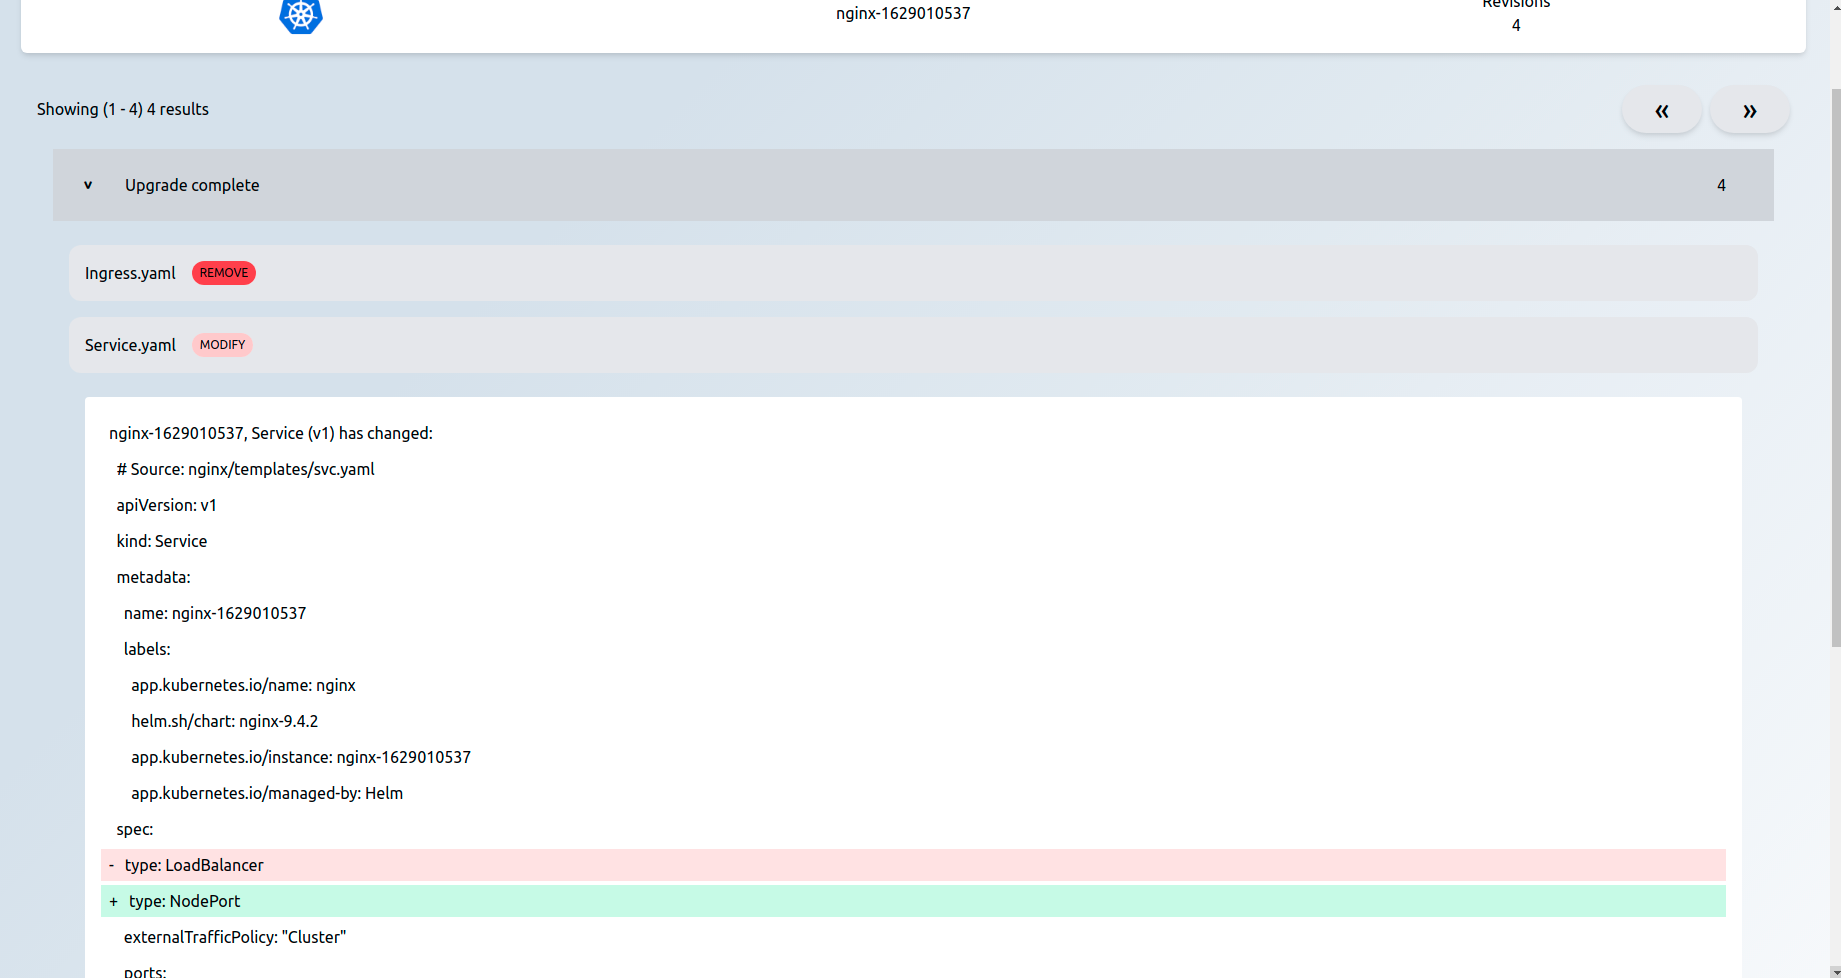 Revisions
nginx-1629010537
4
Showing (1 - 4) 4 results
«
»
v Upgrade complete 4
Ingress.yaml REMOVE
Service.yaml MODIFY
nginx-1629010537, Service (v1) has changed:
# Source: nginx/templates/svc.yaml
apiVersion: v1
kind: Service
metadata:
name: nginx-1629010537
labels:
app.kubernetes.io/name: nginx
helm.sh/chart: nginx-9.4.2
app.kubernetes.io/instance: nginx-1629010537
app.kubernetes.io/managed-by: Helm
spec:
- type: LoadBalancer
+ type: NodePort
externalTrafficPolicy: "Cluster"
ports: